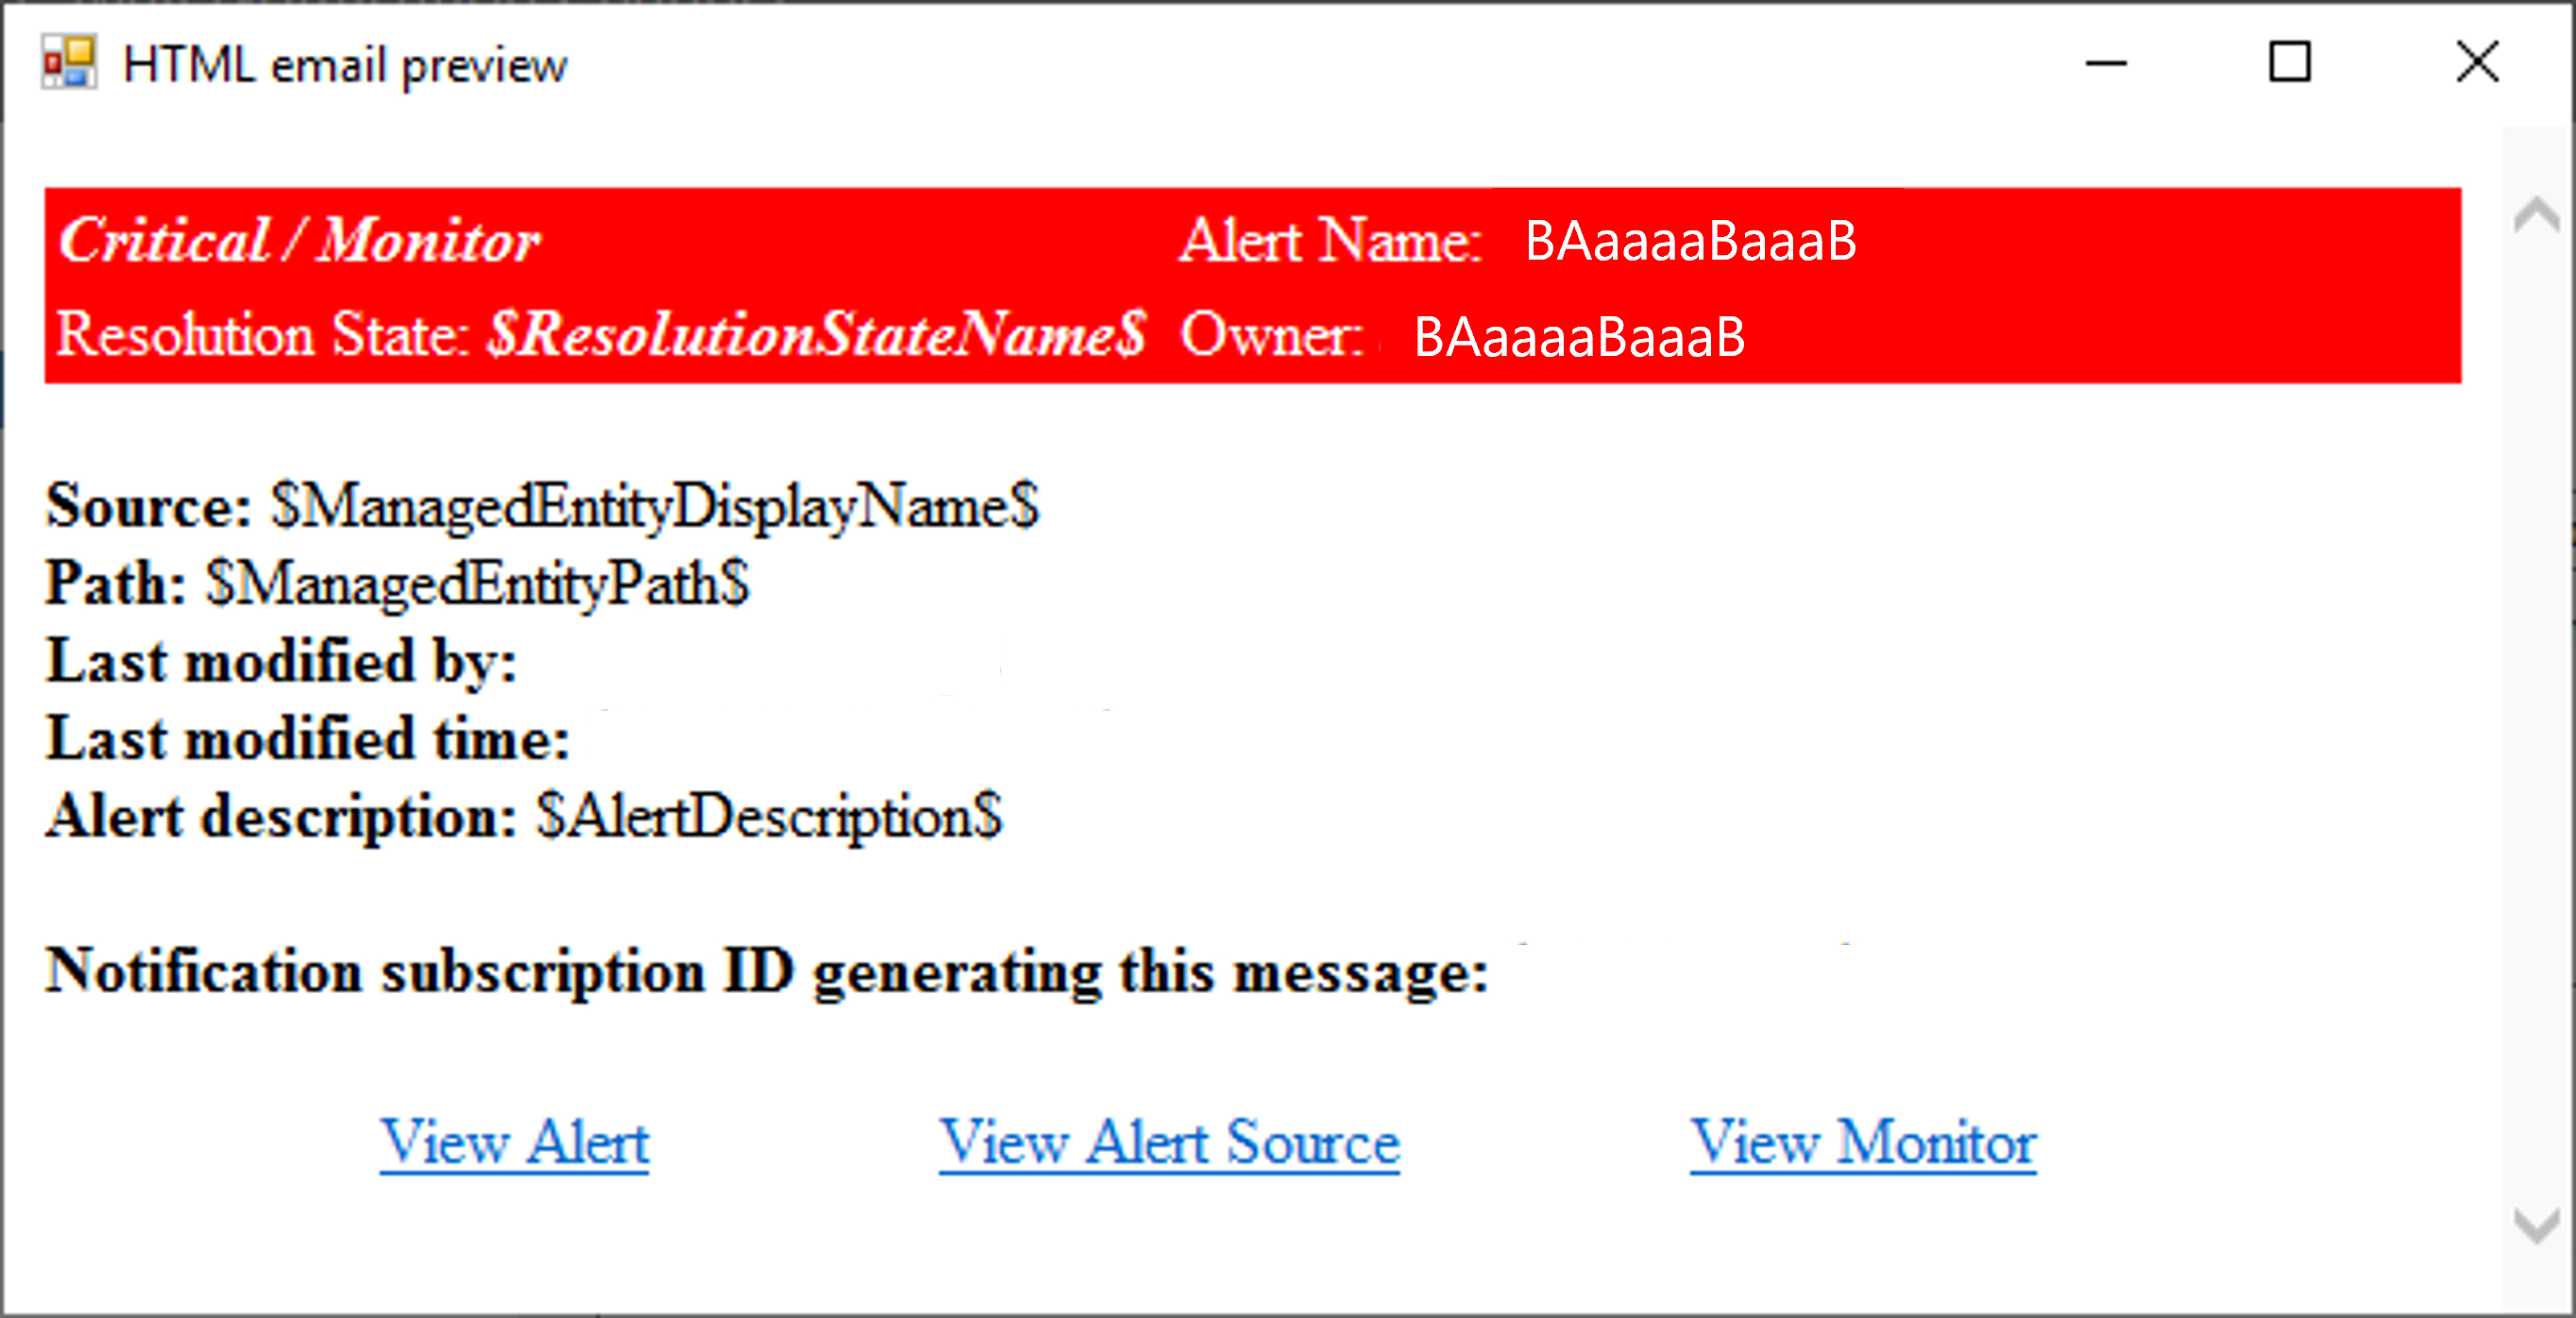 HTML email preview
Critical / Monitor Alert Name: BAaaaaBaaaB
Resolution State: $ResolutionStateName$ Owner: BAaaaaBaaaB
Source: $ManagedEntityDisplayName$
Path: $ManagedEntityPath$
Last modified by:
Last modified time:
Alert description: $AlertDescription$
Notification subscription ID generating this message:
View Alert View Alert Source View Monitor